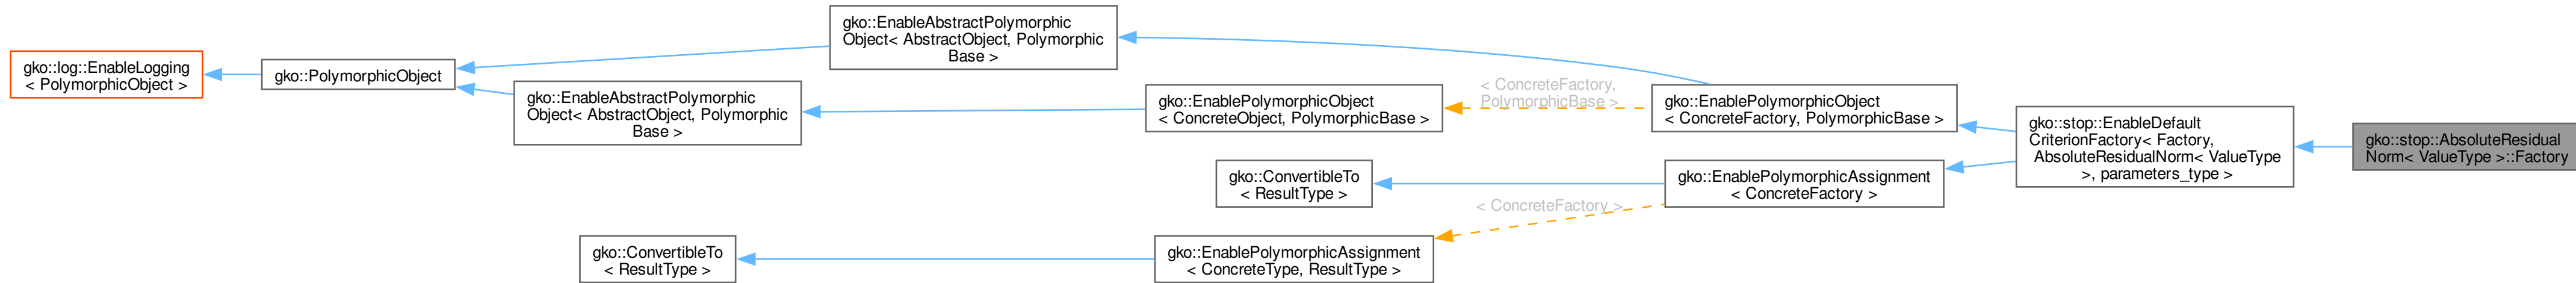 gko::EnableAbstractPolymorphic
Object< AbstractObject, Polymorphic
Base >
gko::log::EnableLogging
< PolymorphicObject >
gko::PolymorphicObject
gko::EnableAbstractPolymorphic
Object< AbstractObject, Polymorphic
Base >
gko::EnablePolymorphicObject
< ConcreteObject, PolymorphicBase >
< ConcreteFactory,
PolymorphicBase >
gko::EnablePolymorphicObject
< ConcreteFactory, PolymorphicBase >
gko::stop::EnableDefault
CriterionFactory< Factory,
AbsoluteResidualNorm< ValueType
>, parameters_type >
gko::stop::AbsoluteResidual
Norm< ValueType >::Factory
gko::ConvertibleTo
< ResultType >
gko::EnablePolymorphicAssignment
< ConcreteFactory >
< ConcreteFactory >
gko::ConvertibleTo
< ResultType >
gko::EnablePolymorphicAssignment
< ConcreteType, ResultType >